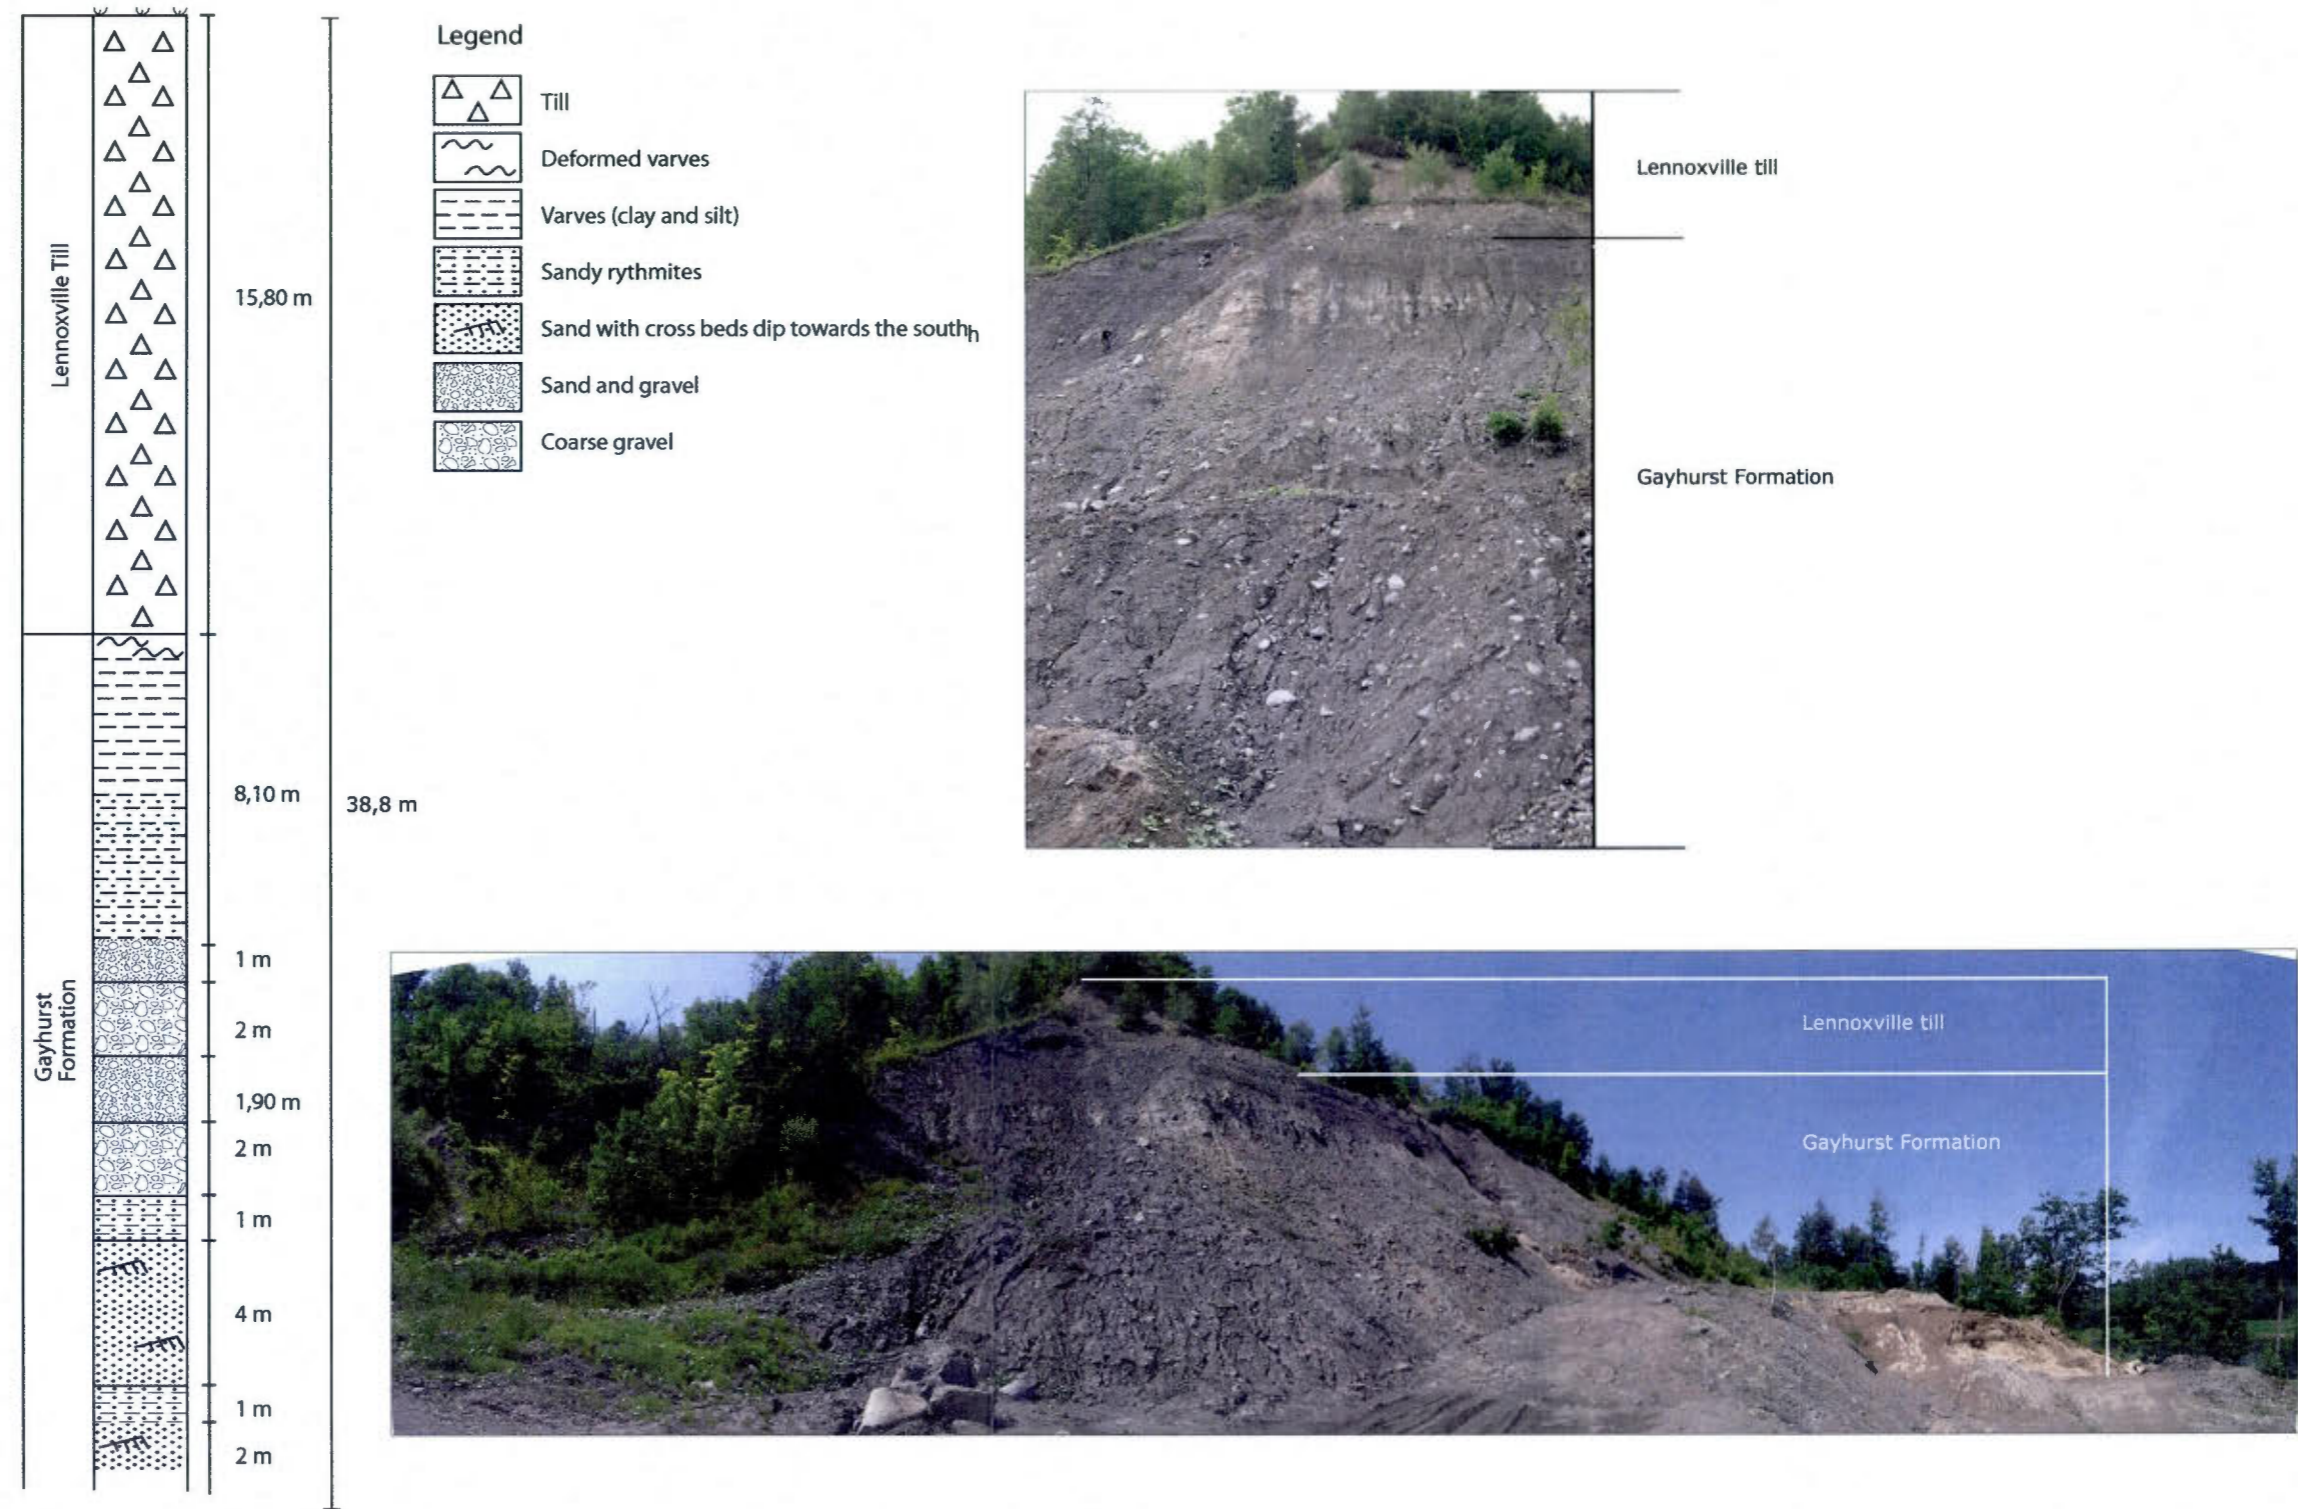 Lennoxville Till
Gayhurst
Formation
15,80 m
8,10 m
1 m
2 m
1,90 m
2 m
1 m
4 m
1 m
2 m
38,8 m
Legend
Till
Deformed varves
Varves (clay and silt)
Sandy rythmites
Sand with cross beds dip towards the southh
Sand and gravel
Coarse gravel
Lennoxville till
Gayhurst Formation
Lennoxville till
Gayhurst Formation